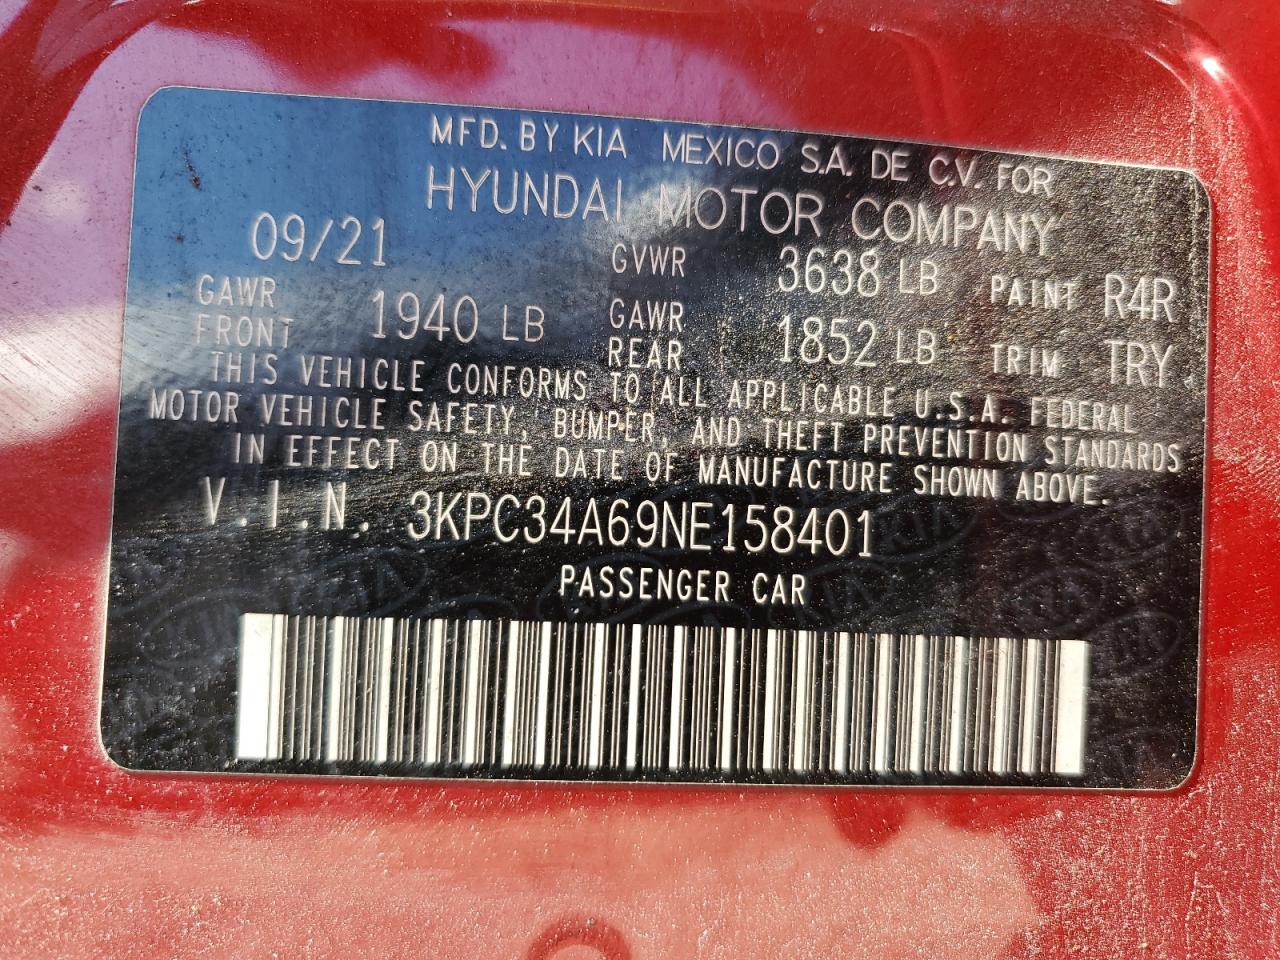 MFD. BY KIA MEXICO S.A. DE C.V. FOR
HYUNDAI MOTOR COMPANY
09/21 GVWR 3638 LB PAINT R4R
GAWR FRONT 1940 LB GAWR REAR 1852 LB TRIM TRY
THIS VEHICLE CONFORMS TO ALL APPLICABLE U.S.A. FEDERAL
MOTOR VEHICLE SAFETY, BUMPER, AND THEFT PREVENTION STANDARDS
IN EFFECT ON THE DATE OF MANUFACTURE SHOWN ABOVE.
V.I.N. 3KPC34A69NE158401
PASSENGER CAR